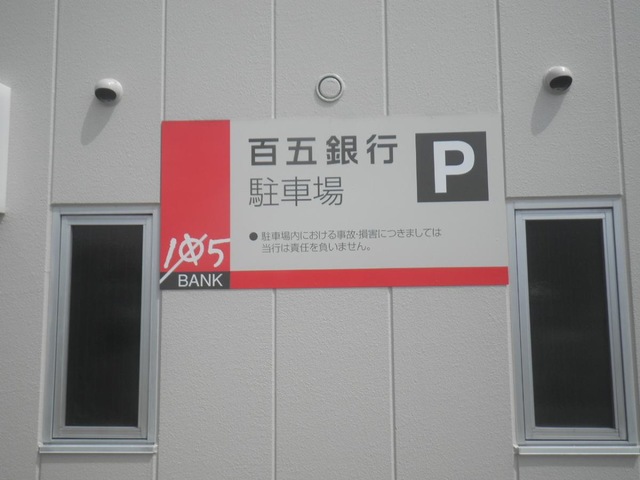 百五銀行
駐車場
P
● 駐車場内における事故・損害につきましては
当行は責任を負いません。
105
BANK